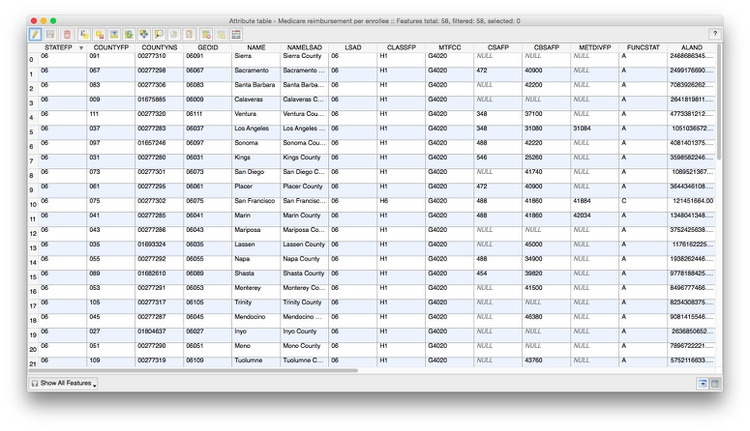 Attribute table - Medicare reimbursement per enrollee :: Features total: 58, filtered: 58, selected: 0
?
STATEFP COUNTYFP COUNTYNS GEOID NAME NAMELSAD LSAD CLASSFP MTFCC CSAFP CBSAFP METDIVFP FUNCSTAT ALAND
0 06 091 00277310 06091 Sierra Sierra County 06 H1 G4020 NULL NULL NULL A 2468686345....
1 06 067 00277298 06067 Sacramento Sacramento ... 06 H1 G4020 472 40900 NULL A 2499176690....
2 06 083 00277306 06083 Santa Barbara Santa Barba... 06 H1 G4020 NULL 42200 NULL A 7083926262....
3 06 009 01675885 06009 Calaveras Calaveras C... 06 H1 G4020 NULL NULL NULL A 2641819811....
4 06 111 00277320 06111 Ventura Ventura Cou... 06 H1 G4020 348 37100 NULL A 4773381212....
5 06 037 00277283 06037 Los Angeles Los Angeles... 06 H1 G4020 348 31080 31084 A 1051036572...
6 06 097 01657246 06097 Sonoma Sonoma Cou... 06 H1 G4020 488 42220 NULL A 4081401375....
7 06 031 00277280 06031 Kings Kings County 06 H1 G4020 546 25260 NULL A 3598582246....
8 06 073 00277301 06073 San Diego San Diego C... 06 H1 G4020 NULL 41740 NULL A 1089521367...
9 06 061 00277295 06061 Placer Placer County 06 H1 G4020 472 40900 NULL A 3644346108....
10 06 075 00277302 06075 San Francisco San Francisc... 06 H6 G4020 488 41860 41884 C 121451664.00
11 06 041 00277285 06041 Marin Marin County 06 H1 G4020 488 41860 42034 A 1348041348....
12 06 043 00277286 06043 Mariposa Mariposa Co... 06 H1 G4020 NULL NULL NULL A 3752425638....
13 06 035 01693324 06035 Lassen Lassen County 06 H1 G4020 NULL 45000 NULL A 1176162225...
14 06 055 00277292 06055 Napa Napa County 06 H1 G4020 488 34900 NULL A 1938262446....
15 06 089 01682610 06089 Shasta Shasta County 06 H1 G4020 454 39820 NULL A 9778188425....
16 06 053 00277291 06053 Monterey Monterey Co... 06 H1 G4020 NULL 41500 NULL A 8496777466....
17 06 105 00277317 06105 Trinity Trinity County 06 H1 G4020 NULL NULL NULL A 8234308375....
18 06 045 00277287 06045 Mendocino Mendocino ... 06 H1 G4020 NULL 46380 NULL A 9081415546....
19 06 027 01804637 06027 Inyo Inyo County 06 H1 G4020 NULL NULL NULL A 2636850652...
20 06 051 00277290 06051 Mono Mono County 06 H1 G4020 NULL NULL NULL A 7896722221....
21 06 109 00277319 06109 Tuolumne Tuolumne C... 06 H1 G4020 NULL 43760 NULL A 5752116633....
Show All Features